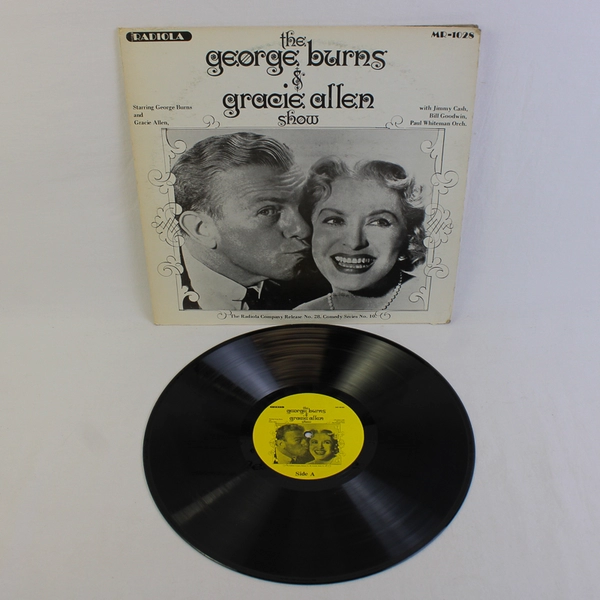 RADIOLA
MR-1028
the
george burns
&
gracie allen
show
Starring George Burns
and
Gracie Allen,
with Jimmy Cash,
Bill Goodwin,
Paul Whiteman Orch.
The Radiola Company Release No. 28, Comedy Series No. 10
the
george burns
&
gracie allen
show
Side A